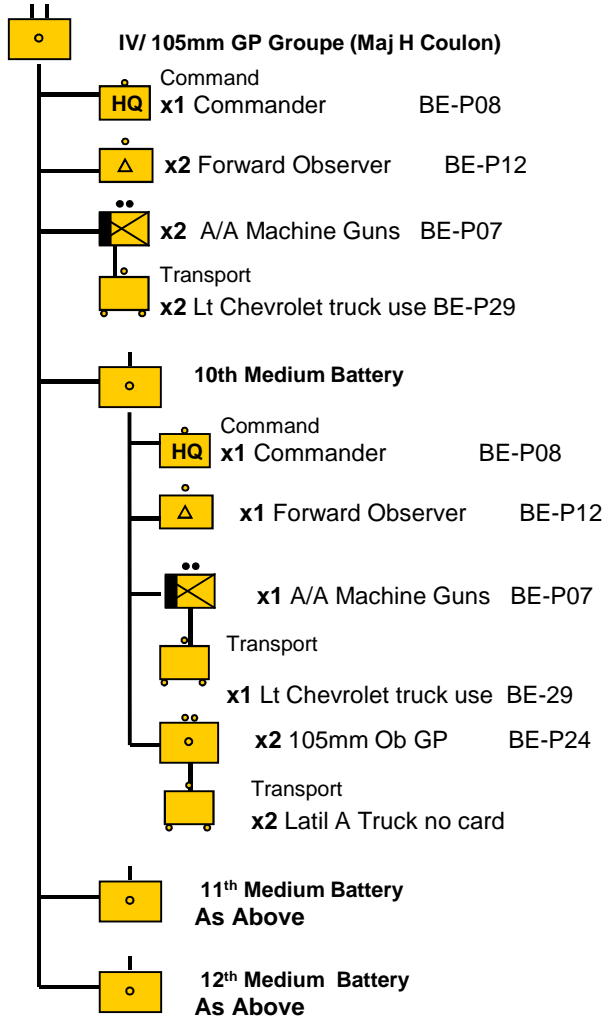 IV/ 105mm GP Groupe (Maj H Coulon)
Command
HQ x1 Commander BE-P08
x2 Forward Observer BE-P12
x2 A/A Machine Guns BE-P07
Transport
x2 Lt Chevrolet truck use BE-P29
10th Medium Battery
Command
HQ x1 Commander BE-P08
x1 Forward Observer BE-P12
x1 A/A Machine Guns BE-P07
Transport
x1 Lt Chevrolet truck use BE-29
x2 105mm Ob GP BE-P24
Transport
x2 Latil A Truck no card
11th Medium Battery
As Above
12th Medium Battery
As Above